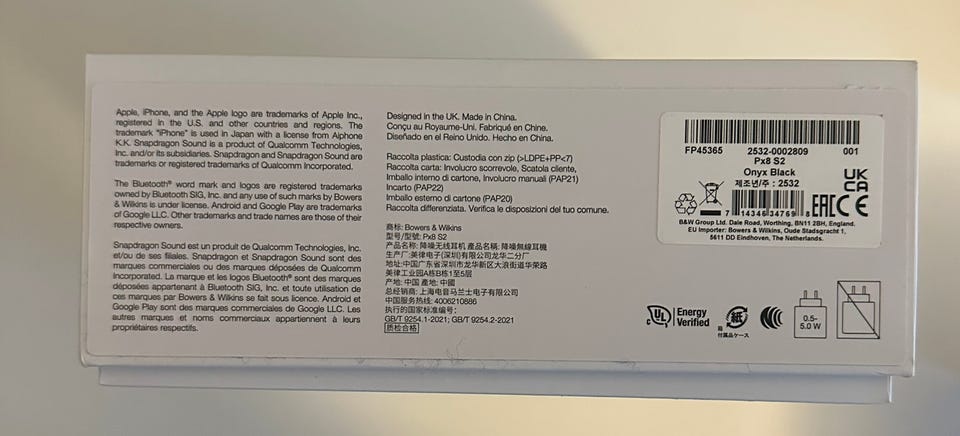 Apple, iPhone, and the Apple logo are trademarks of Apple Inc.,
registered in the U.S. and other countries and regions. The
trademark "iPhone" is used in Japan with a license from Aiphone
K.K. Snapdragon Sound is a product of Qualcomm Technologies,
Inc. and/or its subsidiaries. Snapdragon and Snapdragon Sound are
trademarks or registered trademarks of Qualcomm Incorporated.
The Bluetooth® word mark and logos are registered trademarks
owned by Bluetooth SIG, Inc. and any use of such marks by Bowers
& Wilkins is under license. Android and Google Play are trademarks
of Google LLC. Other trademarks and trade names are those of their
respective owners.
Snapdragon Sound est un produit de Qualcomm Technologies, Inc.
et/ou de ses filiales. Snapdragon et Snapdragon Sound sont des
marques commerciales ou des marques déposées de Qualcomm
Incorporated. La marque et les logos Bluetooth® sont des marques
déposées appartenant à Bluetooth SIG, Inc. et toute utilisation de
ces marques par Bowers & Wilkins se fait sous licence. Android et
Google Play sont des marques commerciales de Google LLC. Les
autres marques et noms commerciaux appartiennent à leurs
propriétaires respectifs.
Designed in the UK. Made in China.
Conçu au Royaume-Uni. Fabriqué en Chine.
Diseñado en el Reino Unido. Hecho en China.
Raccolta plastica: Custodia con zip (>LDPE+PP<7)
Raccolta carta: Involucro scorrevole, Scatola cliente,
Imballo interno di cartone, Involucro manuali (PAP21)
Incarto (PAP22)
Imballo esterno di cartone (PAP20)
Raccolta differenziata. Verifica le disposizioni del tuo comune.
商标: Bowers & Wilkins
型号/型號: Px8 S2
产品名称: 降噪无线耳机 產品名稱: 降噪無線耳機
生产厂: 美律电子(深圳)有限公司龙华二分厂
地址:中国广东省深圳市龙华新区大浪街道华荣路
美律工业园A栋B栋1至5层
产地: 中国 產地: 中國
总经销商: 上海电音马兰士电子有限公司
中国服务热线: 4006210886
执行的国家标准编号:
GB/T 9254.1-2021; GB/T 9254.2-2021
质检合格
FP45365 2532-0002809 001
Px8 S2
Onyx Black
제조년/주 : 2532
7 14346 34769 8
UK
CA
EAC CE
B&W Group Ltd. Dale Road, Worthing, BN11 2BH, England.
EU Importer: Bowers & Wilkins, Oude Stadsgracht 1,
5611 DD Eindhoven, The Netherlands.
UL Energy
Verified
紙
箱
付属品ケース
0.5-
5.0 W